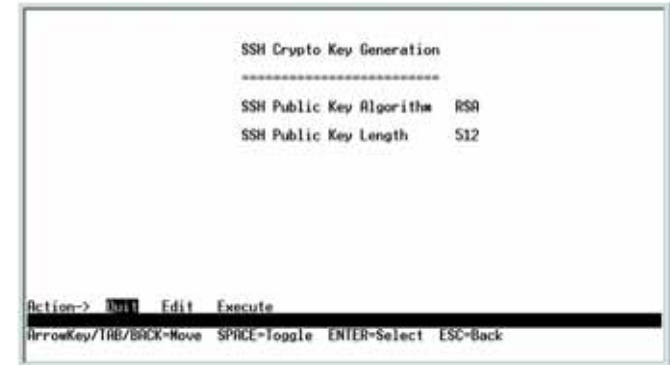 SSH Crypto Key Generation
=========================
SSH Public Key Algorithm RSA
SSH Public Key Length 512
Action-> Quit Edit Execute
ArrowKey/TAB/BACK=Move SPACE=Toggle ENTER=Select ESC=Back